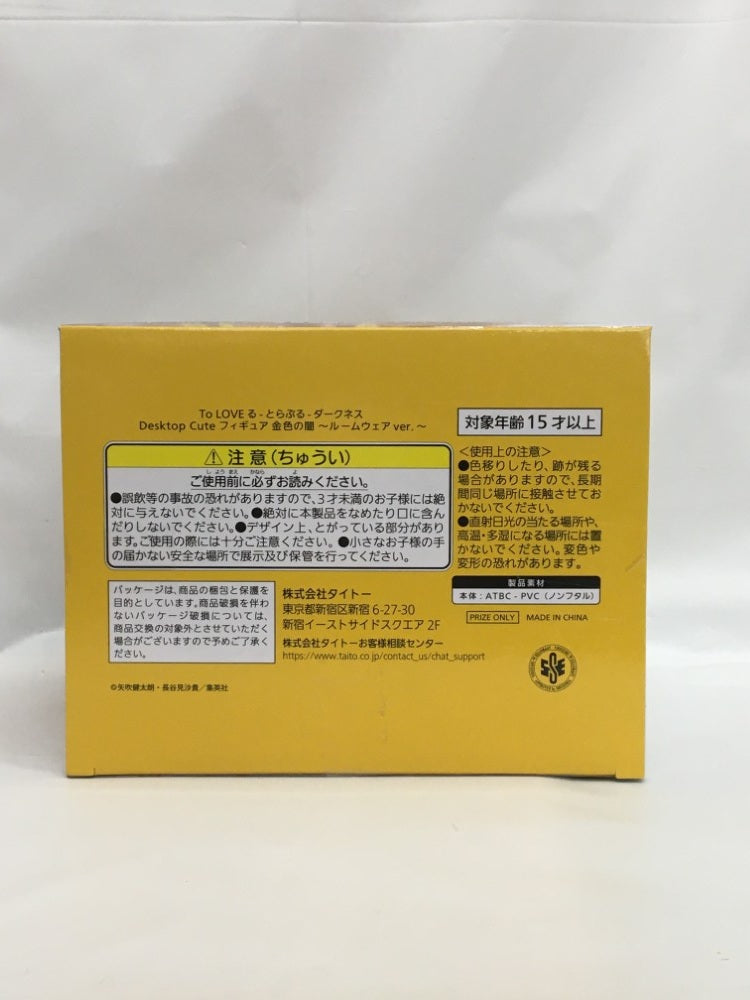 To LOVE る - とらぶる - ダークネス
Desktop Cute フィギュア 金色の闇 ～ルームウェア ver. ～
⚠ 注意（ちゅうい）
ご使用前に必ずお読みください。
●誤飲等の事故の恐れがありますので、3才未満のお子様には絶
対に与えないでください。●絶対に本製品をなめたり口に含ん
だりしないでください。●デザイン上、とがっている部分があり
ます。ご使用の際には十分ご注意ください。●小さなお子様の手
の届かない安全な場所で展示及び保管を行ってください。
対象年齢15才以上
＜使用上の注意＞
●色移りしたり、跡が残る
場合がありますので、長期
間同じ場所に接触させてお
かないでください。
●直射日光の当たる場所や、
高温・多湿になる場所には置
かないでください。変色や
変形の恐れがあります。
製品素材
本体：ATBC - PVC（ノンフタル）
PRIZE ONLY MADE IN CHINA
パッケージは、商品の梱包と保護を
目的としています。商品破損を伴わ
ないパッケージ破損については、
商品交換の対象外とさせていただく
場合がございますので予めご了承く
ださい。
株式会社タイトー
東京都新宿区新宿 6-27-30
新宿イーストサイドスクエア 2F
株式会社タイトーお客様相談センター
https://www.taito.co.jp/contact_us/chat_support
©矢吹健太朗・長谷見沙貴／集英社